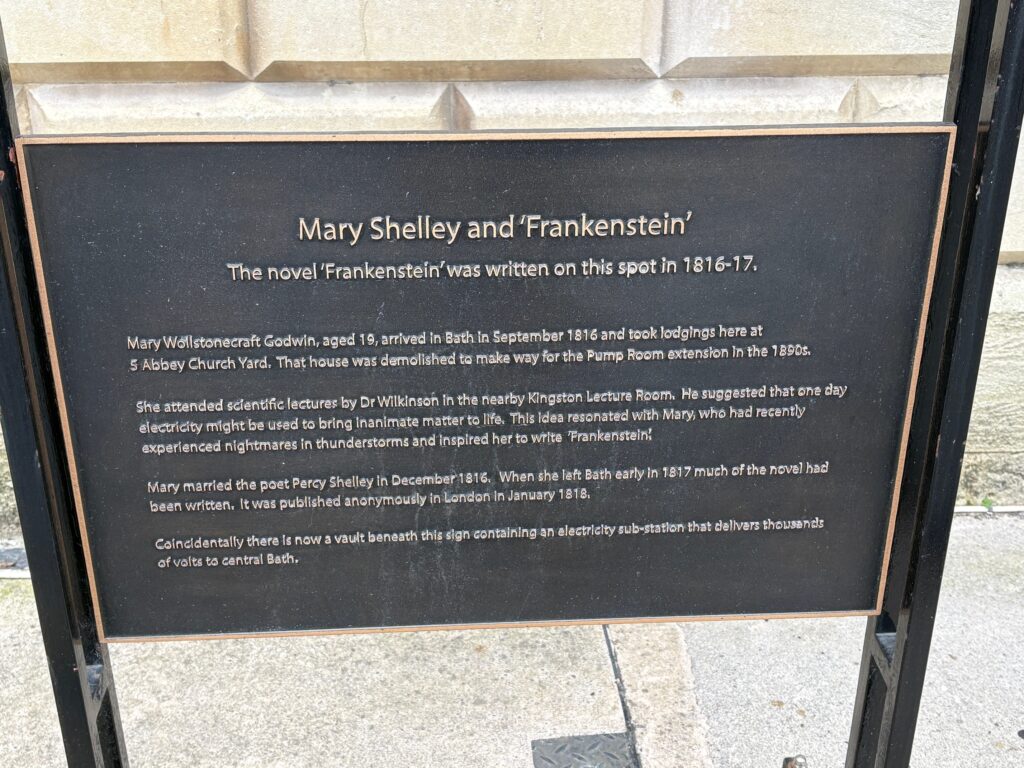 Mary Shelley and 'Frankenstein'
The novel 'Frankenstein' was written on this spot in 1816-17.
Mary Wollstonecraft Godwin, aged 19, arrived in Bath in September 1816 and took lodgings here at
5 Abbey Church Yard. That house was demolished to make way for the Pump Room extension in the 1890s.
She attended scientific lectures by Dr Wilkinson in the nearby Kingston Lecture Room. He suggested that one day
electricity might be used to bring inanimate matter to life. This idea resonated with Mary, who had recently
experienced nightmares in thunderstorms and inspired her to write 'Frankenstein'.
Mary married the poet Percy Shelley in December 1816. When she left Bath early in 1817 much of the novel had
been written. It was published anonymously in London in January 1818.
Coincidentally there is now a vault beneath this sign containing an electricity sub-station that delivers thousands
of volts to central Bath.